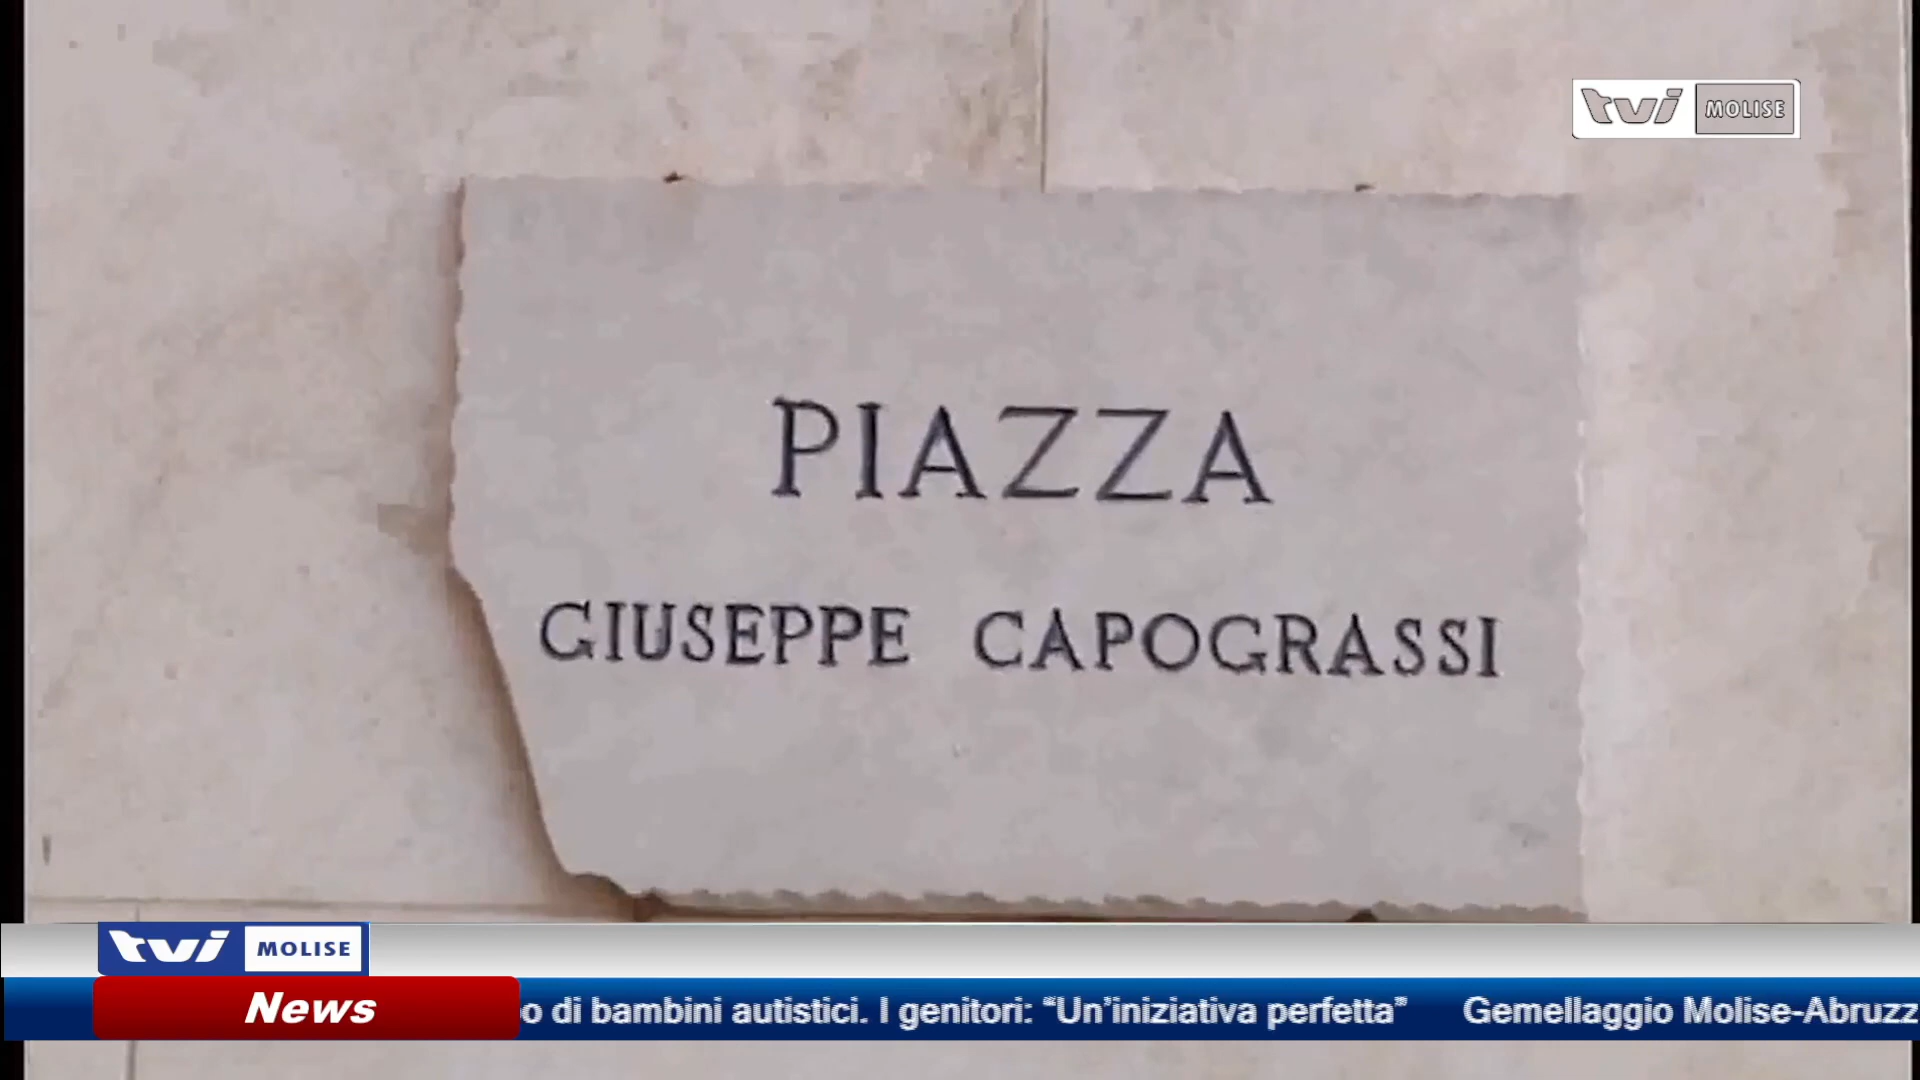 tvi MOLISE
PIAZZA
GIUSEPPE CAPOGRASSI
tvi MOLISE
News
o di bambini autistici. I genitori: “Un’iniziativa perfetta” Gemellaggio Molise-Abruzz